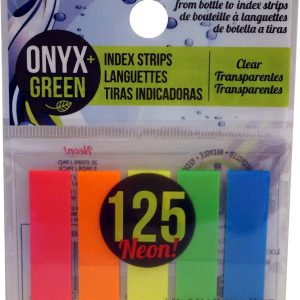 from bottle to index strips
de bouteille à languettes
de botella a tiras
ONYX+
GREEN
INDEX STRIPS
LANGUETTES
TIRAS INDICADORAS
Clear
Transparentes
Transparentes
Neon!
125
Neon!